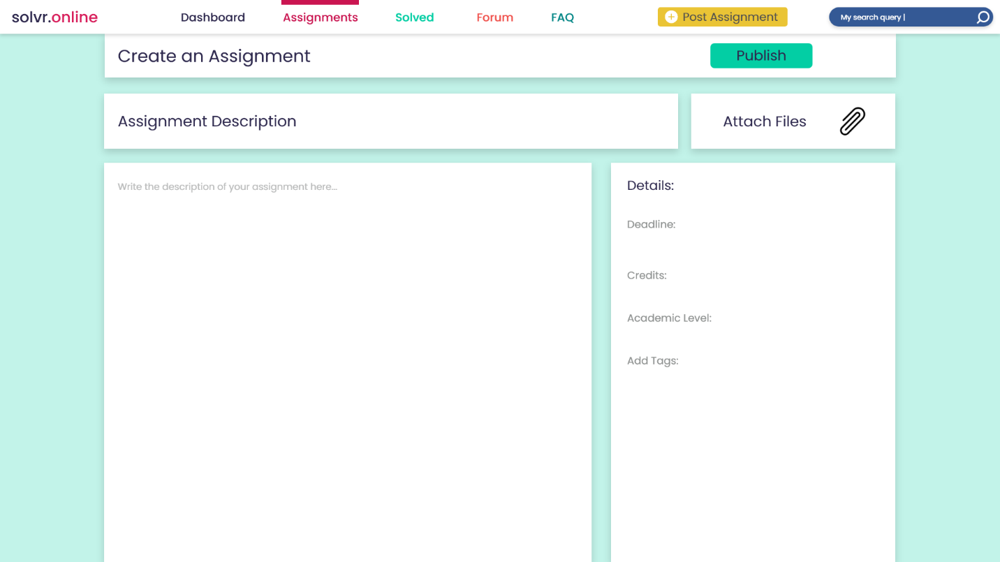 solvr.online Dashboard Assignments Solved Forum FAQ Post Assignment My search query |
Create an Assignment Publish
Assignment Description Attach Files
Write the description of your assignment here...
Details:
Deadline:
Credits:
Academic Level:
Add Tags: